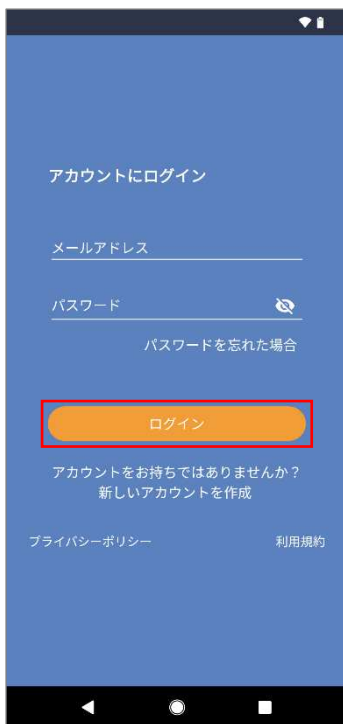 アカウントにログイン
メールアドレス
パスワード
パスワードを忘れた場合
ログイン
アカウントをお持ちではありませんか？
新しいアカウントを作成
プライバシーポリシー
利用規約